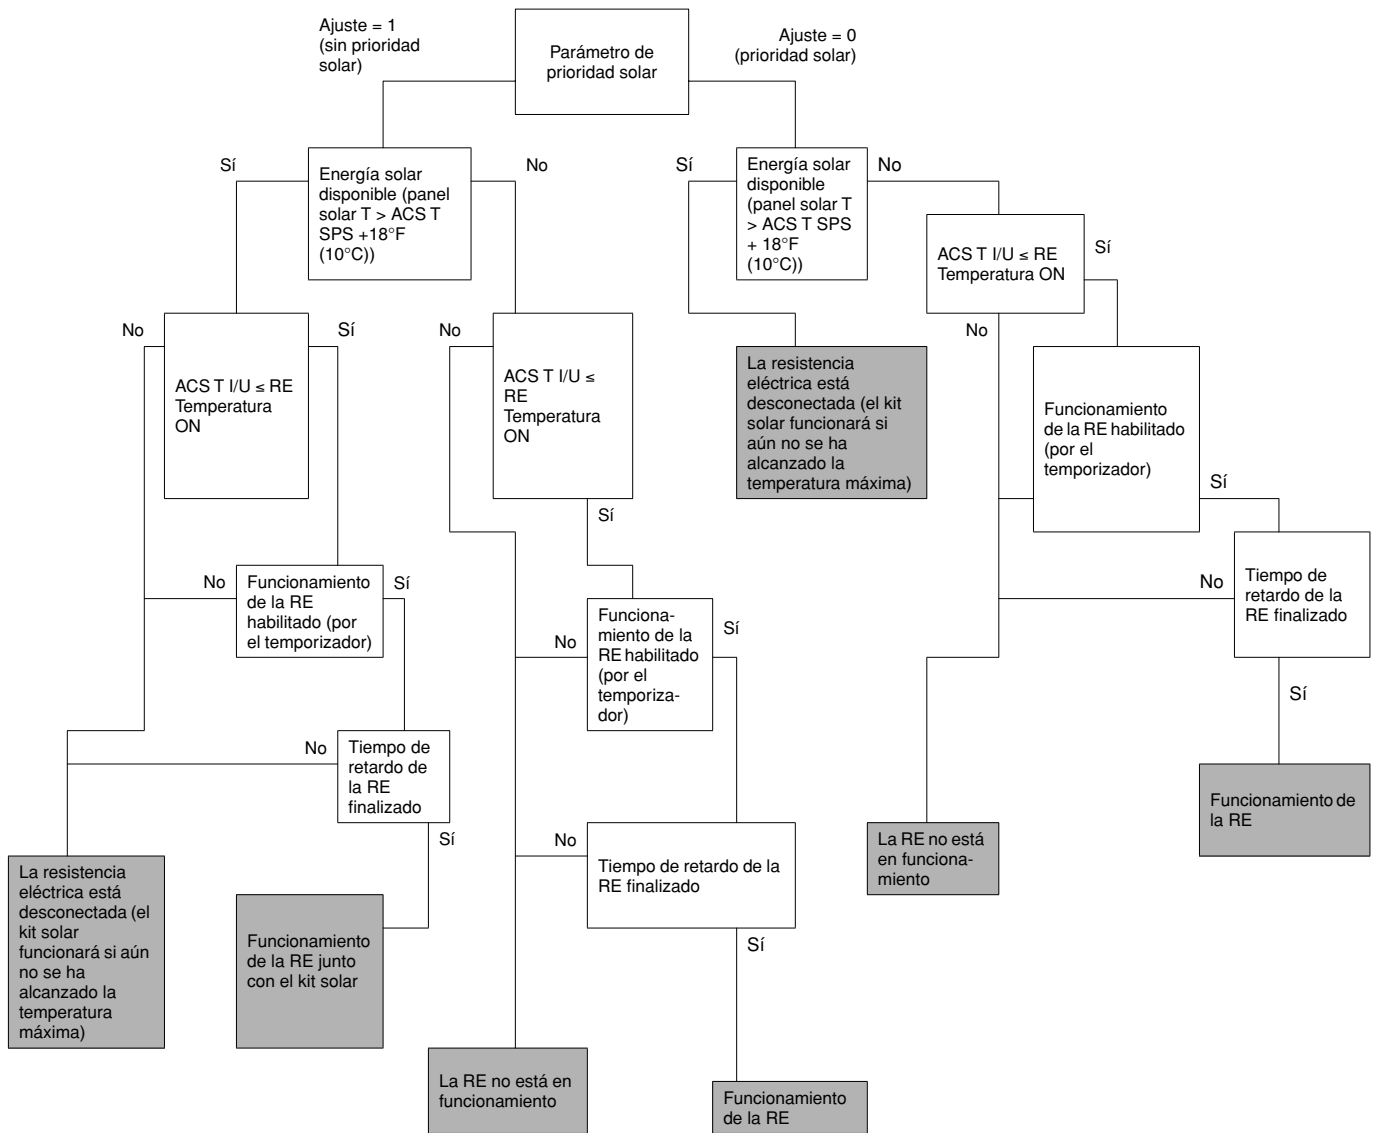 Ajuste = 1
(sin prioridad
solar)
Parámetro de
prioridad solar
Ajuste = 0
(prioridad solar)
Sí
Energía solar
disponible (panel
solar T > ACS T
SPS +18°F
(10°C))
No
Sí
Energía solar
disponible
(panel solar T
> ACS T SPS
+ 18°F
(10°C))
No
ACS T I/U ≤ RE
Temperatura ON
Sí
No
No
ACS T I/U ≤ RE
Temperatura
ON
Sí
No
ACS T I/U ≤
RE
Temperatura
ON
Sí
La resistencia
eléctrica está
desconectada (el kit
solar funcionará si
aún no se ha
alcanzado la
temperatura máxima)
Funcionamiento
de la RE habilitado
(por el
temporizador)
Sí
No
Funcionamiento
de la RE
habilitado (por
el temporizador)
Sí
No
Funciona-
miento de la
RE habilitado
(por el
temporiza-
dor)
Sí
No
Tiempo de
retardo de la
RE finalizado
Sí
No
Tiempo de
retardo de
la RE
finalizado
Sí
No
Tiempo de retardo de la
RE finalizado
Sí
La RE no está
en funciona-
miento
Funcionamiento de
la RE
La resistencia
eléctrica está
desconectada (el
kit solar
funcionará si aún
no se ha
alcanzado la
temperatura
máxima)
Funcionamiento
de la RE junto
con el kit solar
La RE no está en
funcionamiento
Funcionamiento
de la RE